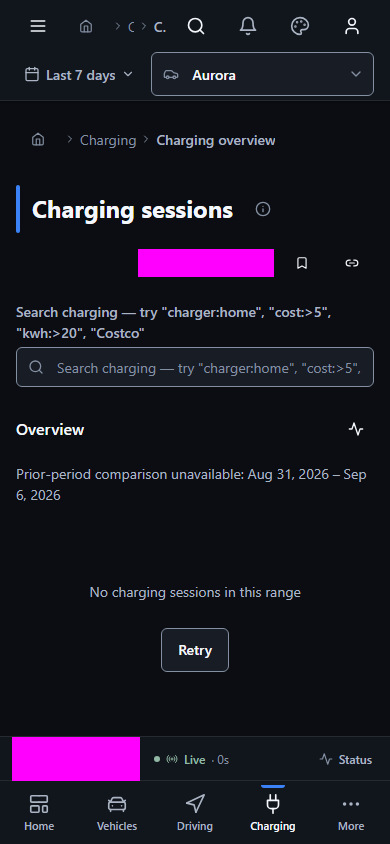 C C.
Last 7 days
Aurora
Charging
Charging overview
Charging sessions
Search charging — try "charger:home", "cost:>5",
"kwh:>20", "Costco"
Search charging — try "charger:home", "cost:>5",
Overview
Prior-period comparison unavailable: Aug 31, 2026 – Sep
6, 2026
No charging sessions in this range
Retry
Live · 0s
Status
Home
Vehicles
Driving
Charging
More